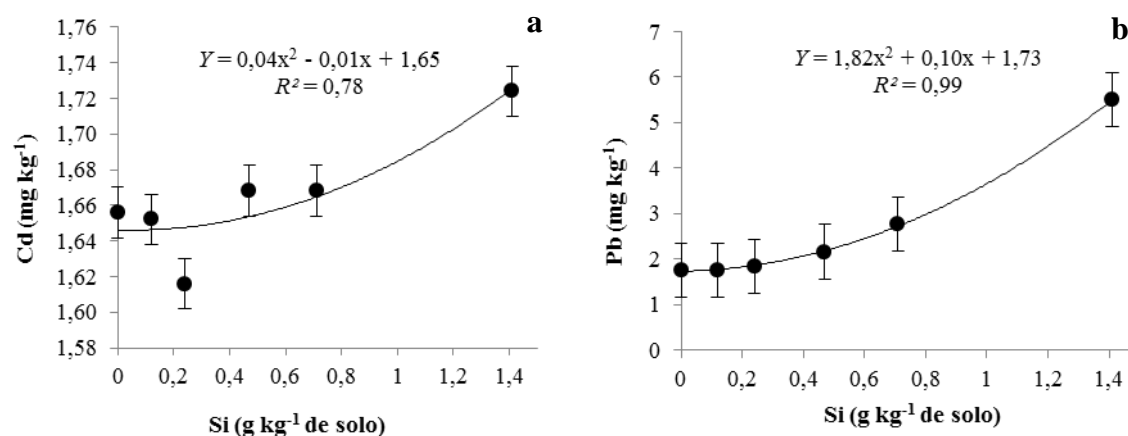 a
Y = 0,04x² - 0,01x + 1,65
R² = 0,78
Cd (mg kg⁻¹)
1,76
1,74
1,72
1,70
1,68
1,66
1,64
1,62
1,60
1,58
0 0,2 0,4 0,6 0,8 1 1,2 1,4
Si (g kg⁻¹ de solo)
b
Y = 1,82x² + 0,10x + 1,73
R² = 0,99
Pb (mg kg⁻¹)
7
6
5
4
3
2
1
0
0 0,2 0,4 0,6 0,8 1 1,2 1,4
Si (g kg⁻¹ de solo)